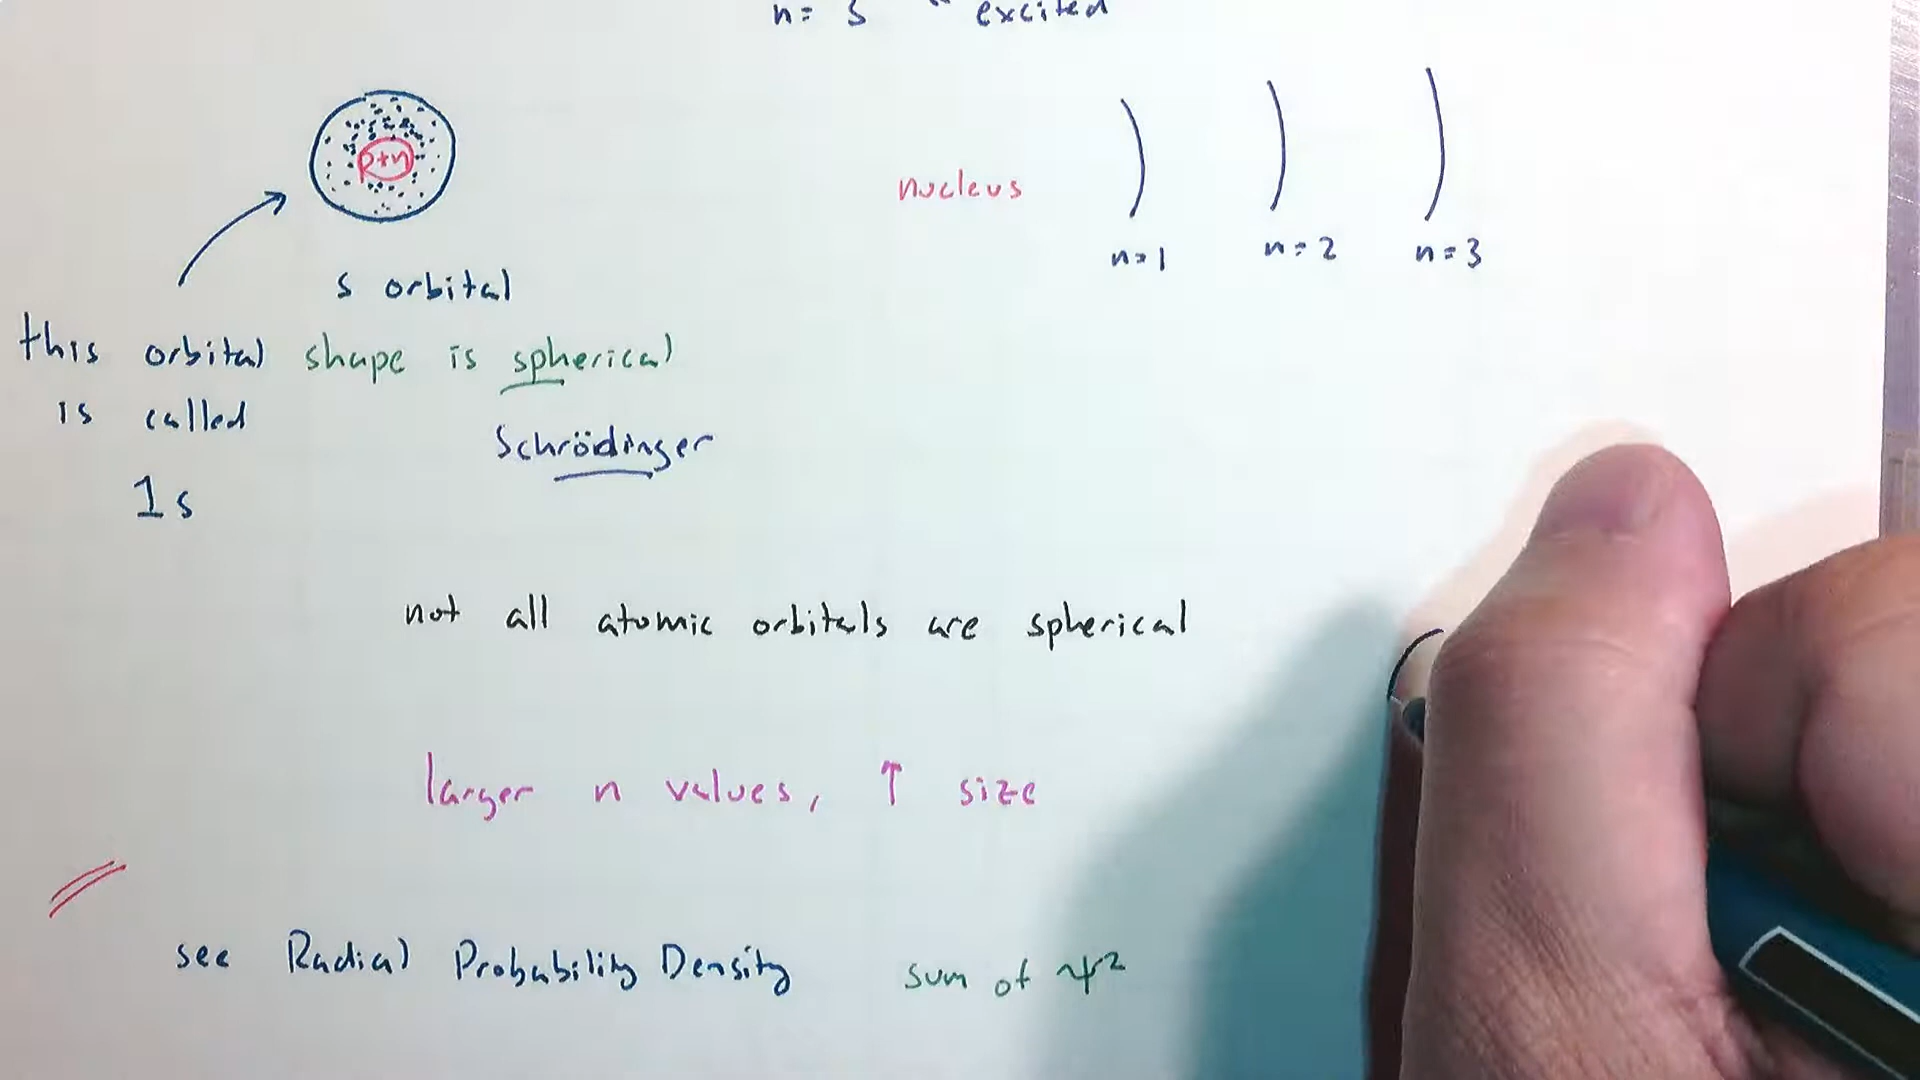 n= 3 " excited
p+n
nucleus
n=1 n=2 n=3
s orbital
this orbital shape is spherical
is called
Schrödinger
1s
not all atomic orbitals are spherical
larger n values, ↑ size
see Radial Probability Density sum of ψ²